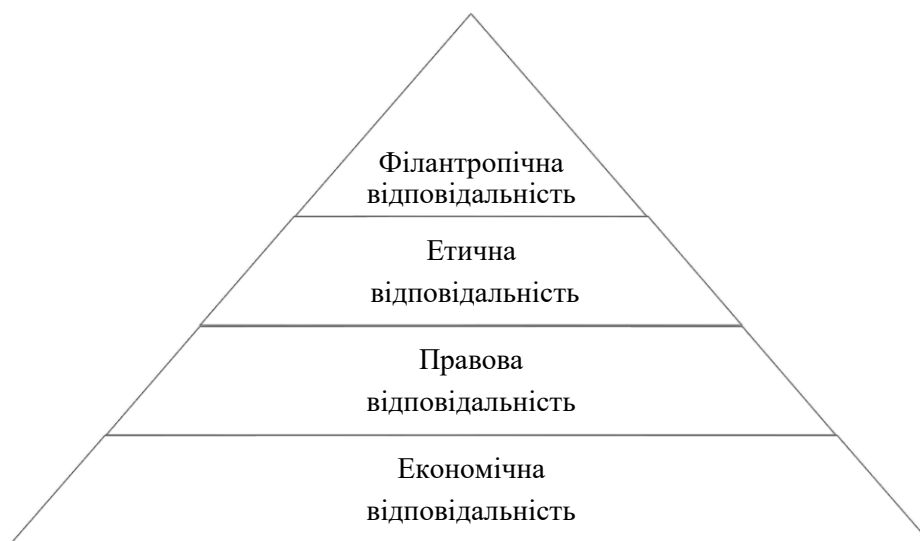 Філантропічна
відповідальність
Етична
відповідальність
Правова
відповідальність
Економічна
відповідальність